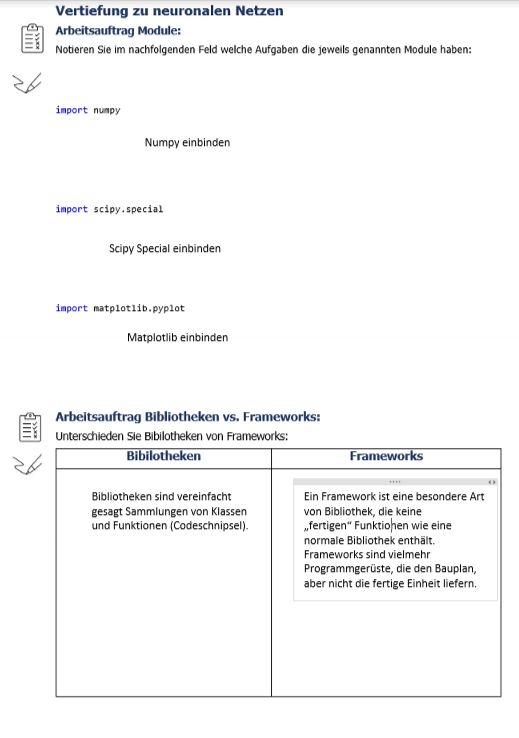 Vertiefung zu neuronalen Netzen
Arbeitsauftrag Module:
Notieren Sie im nachfolgenden Feld welche Aufgaben die jeweils genannten Module haben:
import numpy
Numpy einbinden
import scipy.special
Scipy Special einbinden
import matplotlib.pyplot
Matplotlib einbinden
Arbeitsauftrag Bibliotheken vs. Frameworks:
Unterschieden Sie Bibilotheken von Frameworks:
Bibilotheken
Frameworks
Bibliotheken sind vereinfacht
gesagt Sammlungen von Klassen
und Funktionen (Codeschnipsel).
Ein Framework ist eine besondere Art
von Bibliothek, die keine
„fertigen“ Funktionen wie eine
normale Bibliothek enthält.
Frameworks sind vielmehr
Programmgerüste, die den Bauplan,
aber nicht die fertige Einheit liefern.